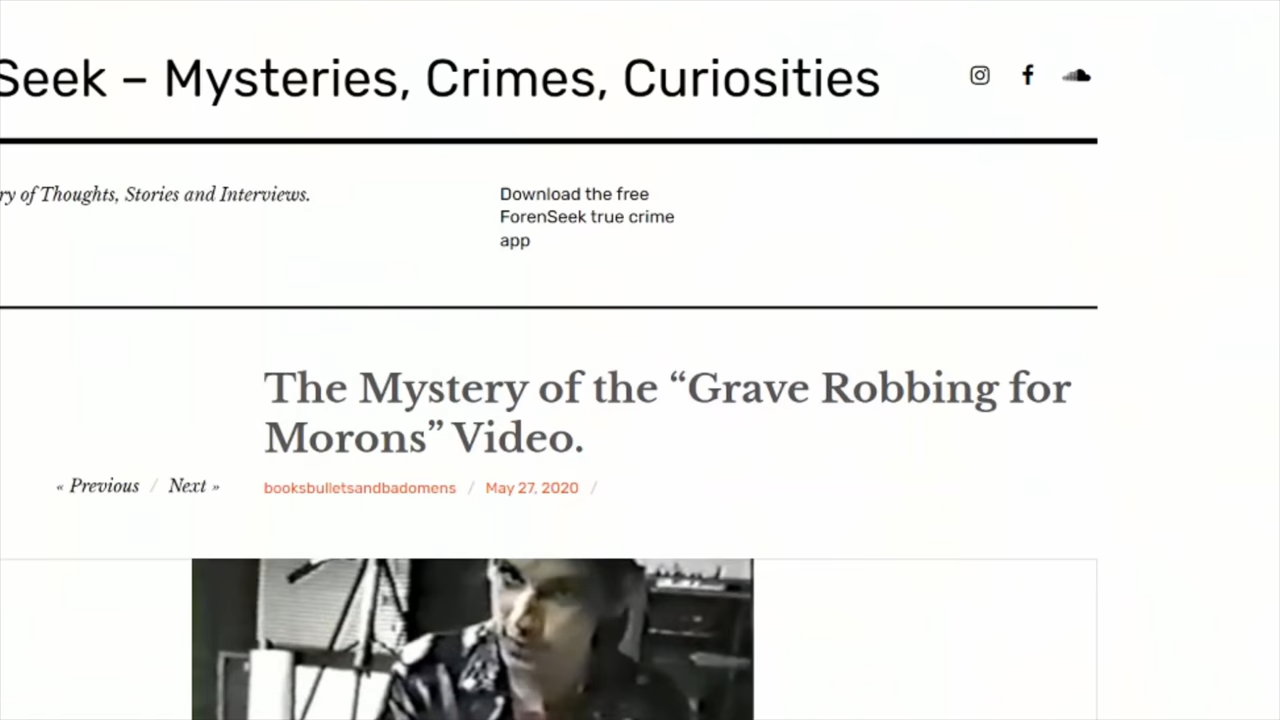 Seek – Mysteries, Crimes, Curiosities
ry of Thoughts, Stories and Interviews.
Download the free
ForenSeek true crime
app
The Mystery of the “Grave Robbing for
Morons” Video.
« Previous / Next »
booksbulletsandbadomens / May 27, 2020 /